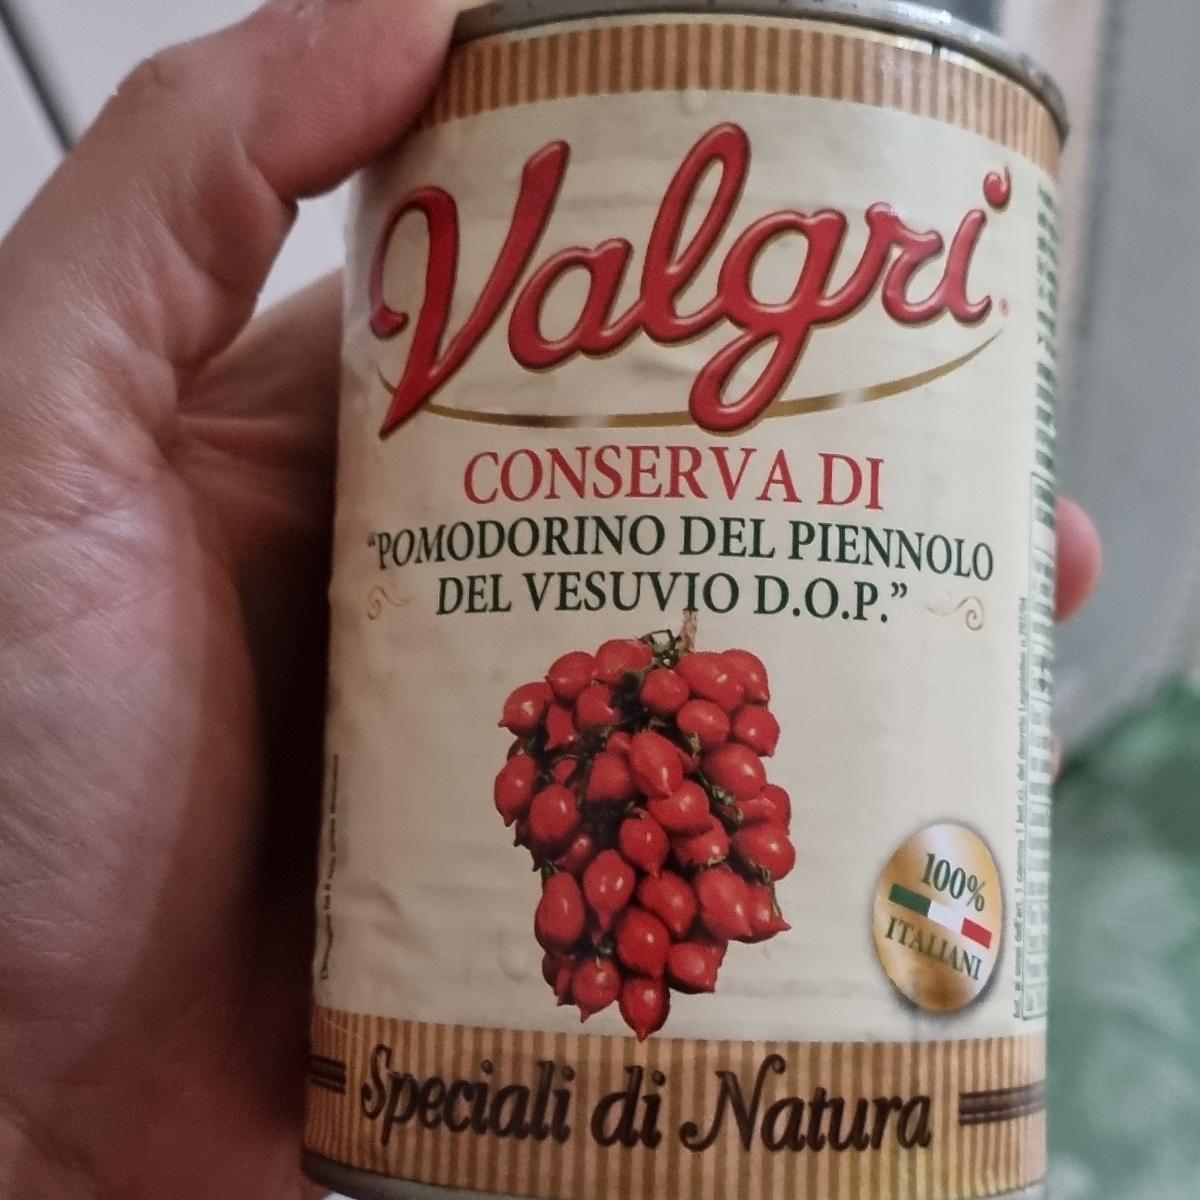 Valgri
CONSERVA DI
"POMODORINO DEL PIENNOLO
DEL VESUVIO D.O.P."
100%
ITALIANI
Speciali di Natura